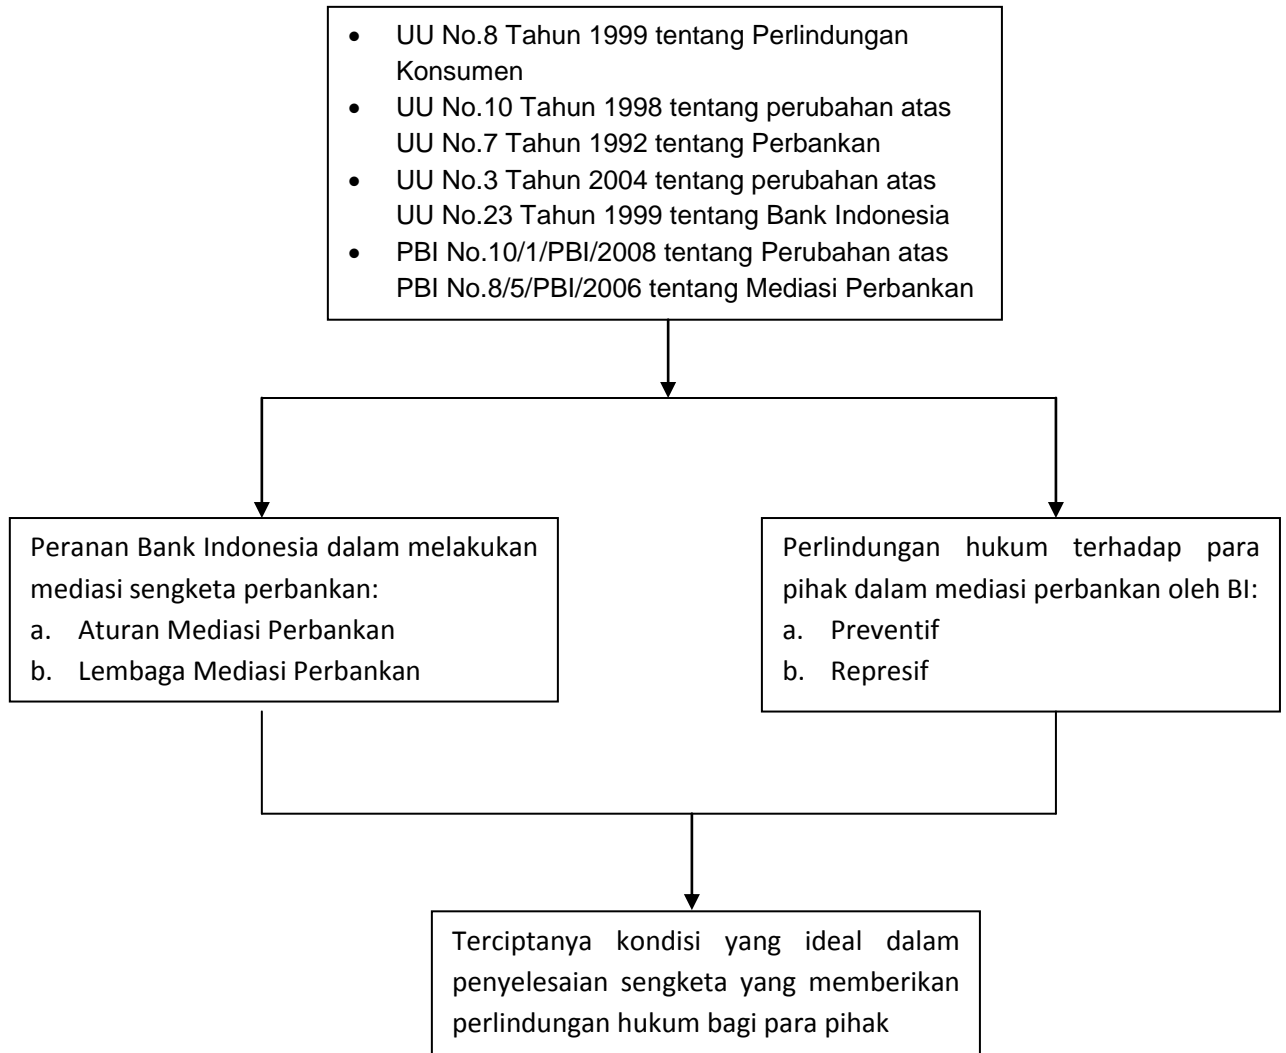 • UU No.8 Tahun 1999 tentang Perlindungan
Konsumen
• UU No.10 Tahun 1998 tentang perubahan atas
UU No.7 Tahun 1992 tentang Perbankan
• UU No.3 Tahun 2004 tentang perubahan atas
UU No.23 Tahun 1999 tentang Bank Indonesia
• PBI No.10/1/PBI/2008 tentang Perubahan atas
PBI No.8/5/PBI/2006 tentang Mediasi Perbankan
Peranan Bank Indonesia dalam melakukan
mediasi sengketa perbankan:
a. Aturan Mediasi Perbankan
b. Lembaga Mediasi Perbankan
Perlindungan hukum terhadap para
pihak dalam mediasi perbankan oleh BI:
a. Preventif
b. Represif
Terciptanya kondisi yang ideal dalam
penyelesaian sengketa yang memberikan
perlindungan hukum bagi para pihak